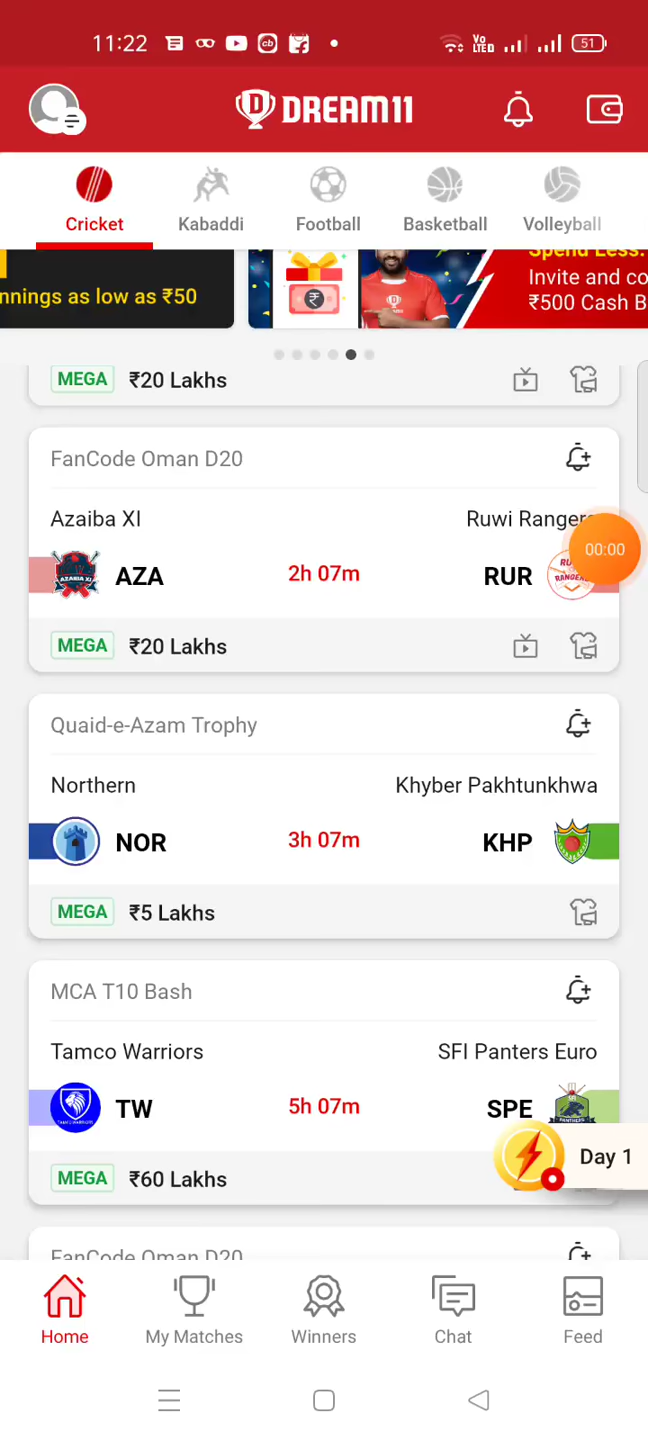 11:22
Vo LTED
51
DREAM11
Cricket
Kabaddi
Football
Basketball
Volleyball
nnings as low as ₹50
Spend Less.
Invite and co
₹500 Cash B
MEGA ₹20 Lakhs
FanCode Oman D20
Azaiba XI
Ruwi Rangers
00:00
AZA
2h 07m
RUR
MEGA ₹20 Lakhs
Quaid-e-Azam Trophy
Northern
Khyber Pakhtunkhwa
NOR
3h 07m
KHP
MEGA ₹5 Lakhs
MCA T10 Bash
Tamco Warriors
SFI Panters Euro
TW
5h 07m
SPE
Day 1
MEGA ₹60 Lakhs
FanCode Oman D20
Home
My Matches
Winners
Chat
Feed